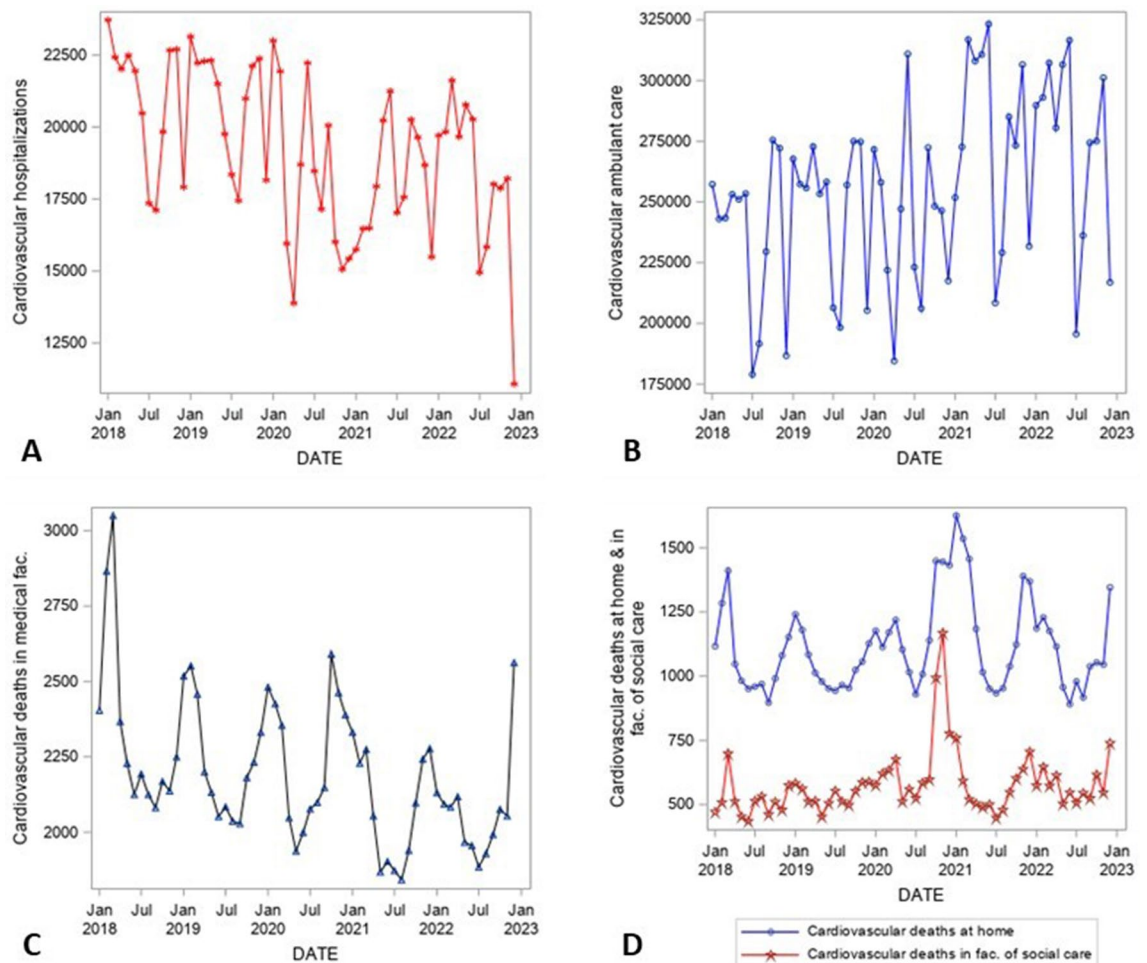 Cardiovascular hospitalizations
22500
20000
17500
15000
12500
Jan Jul Jan Jul Jan Jul Jan Jul Jan Jul Jan
2018 2019 2020 2021 2022 2023
DATE
A
Cardiovascular ambulant care
325000
300000
275000
250000
225000
200000
175000
Jan Jul Jan Jul Jan Jul Jan Jul Jan Jul Jan
2018 2019 2020 2021 2022 2023
DATE
B
Cardiovascular deaths in medical fac.
3000
2750
2500
2250
2000
Jan Jul Jan Jul Jan Jul Jan Jul Jan Jul Jan
2018 2019 2020 2021 2022 2023
DATE
C
Cardiovascular deaths at home & in
fac. of social care
1500
1250
1000
750
500
Jan Jul Jan Jul Jan Jul Jan Jul Jan Jul Jan
2018 2019 2020 2021 2022 2023
DATE
D
Cardiovascular deaths at home
Cardiovascular deaths in fac. of social care